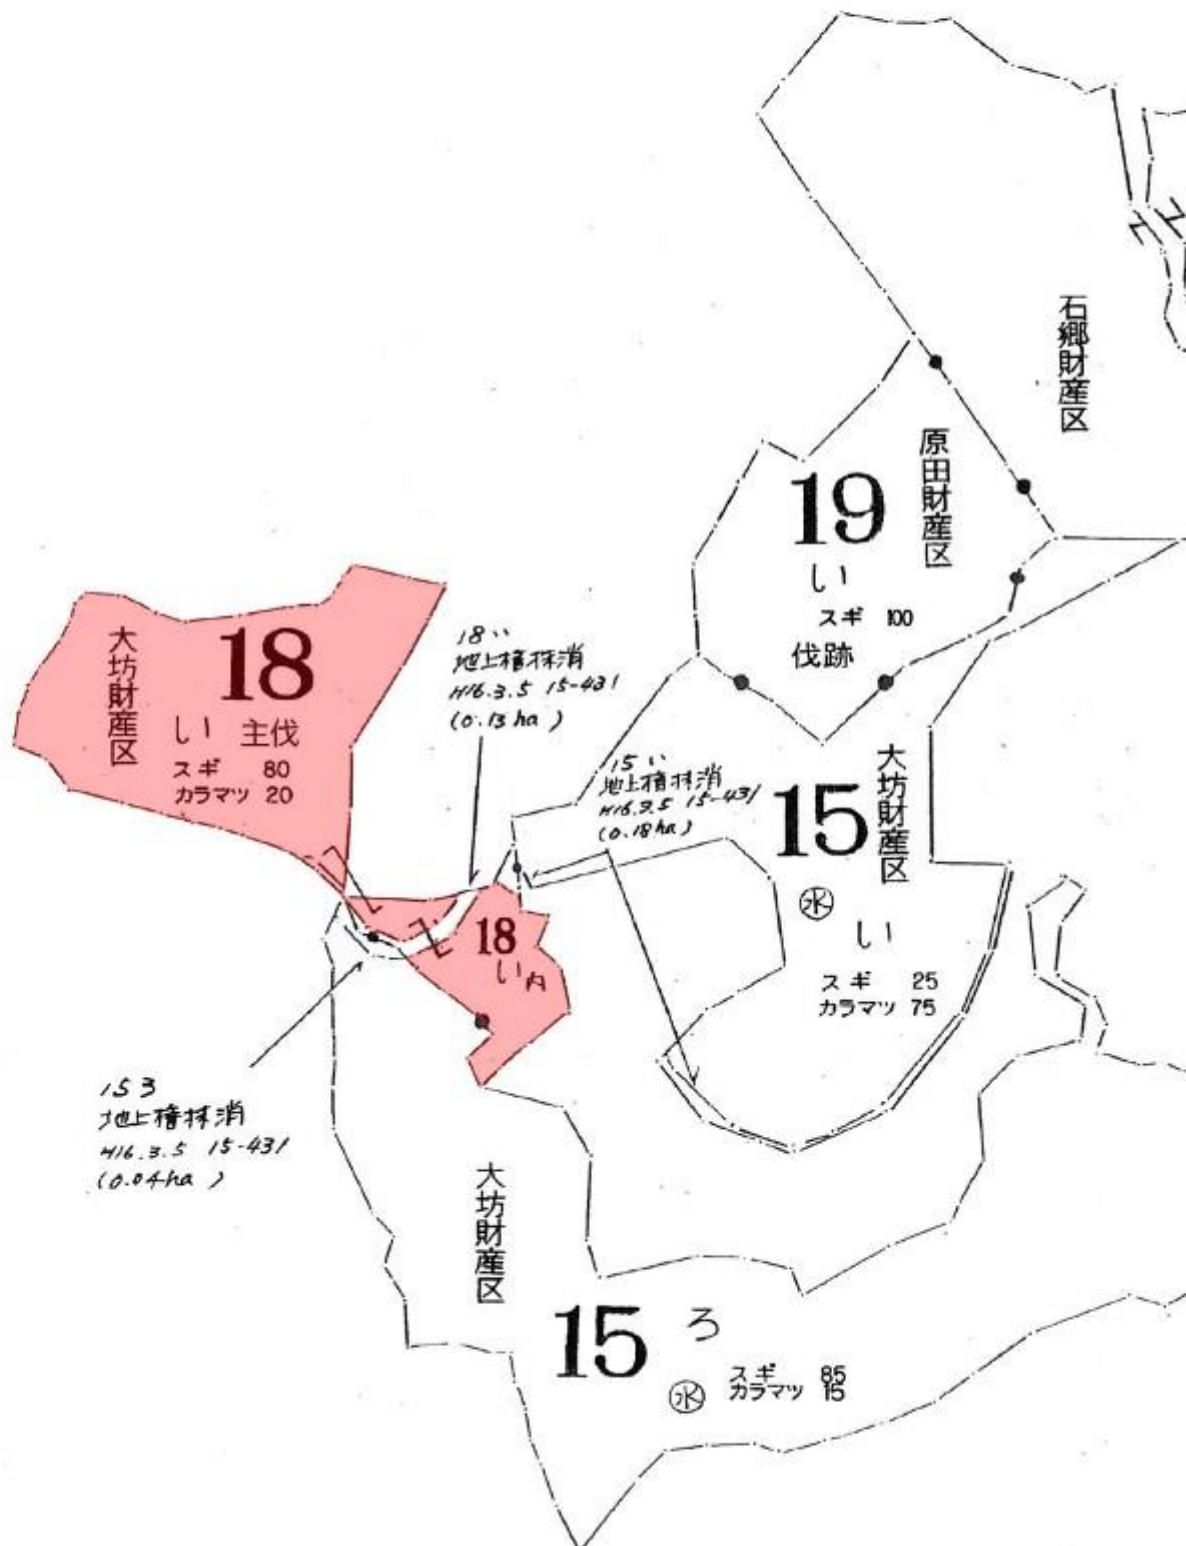 石郷財産区
原田財産区
19
い
スギ 100
伐跡
大坊財産区
18
い 主伐
スギ 80
カラマツ 20
18い
地上権抹消
H16.3.5 15-431
(0.13ha)
15い
地上権抹消
H16.3.5 15-431
(0.18ha)
大坊財産区
15
水
い
スギ 25
カラマツ 75
18
い内
15ろ
地上権抹消
H16.3.5 15-431
(0.04ha)
大坊財産区
15 ろ
水
スギ 85
カラマツ 15